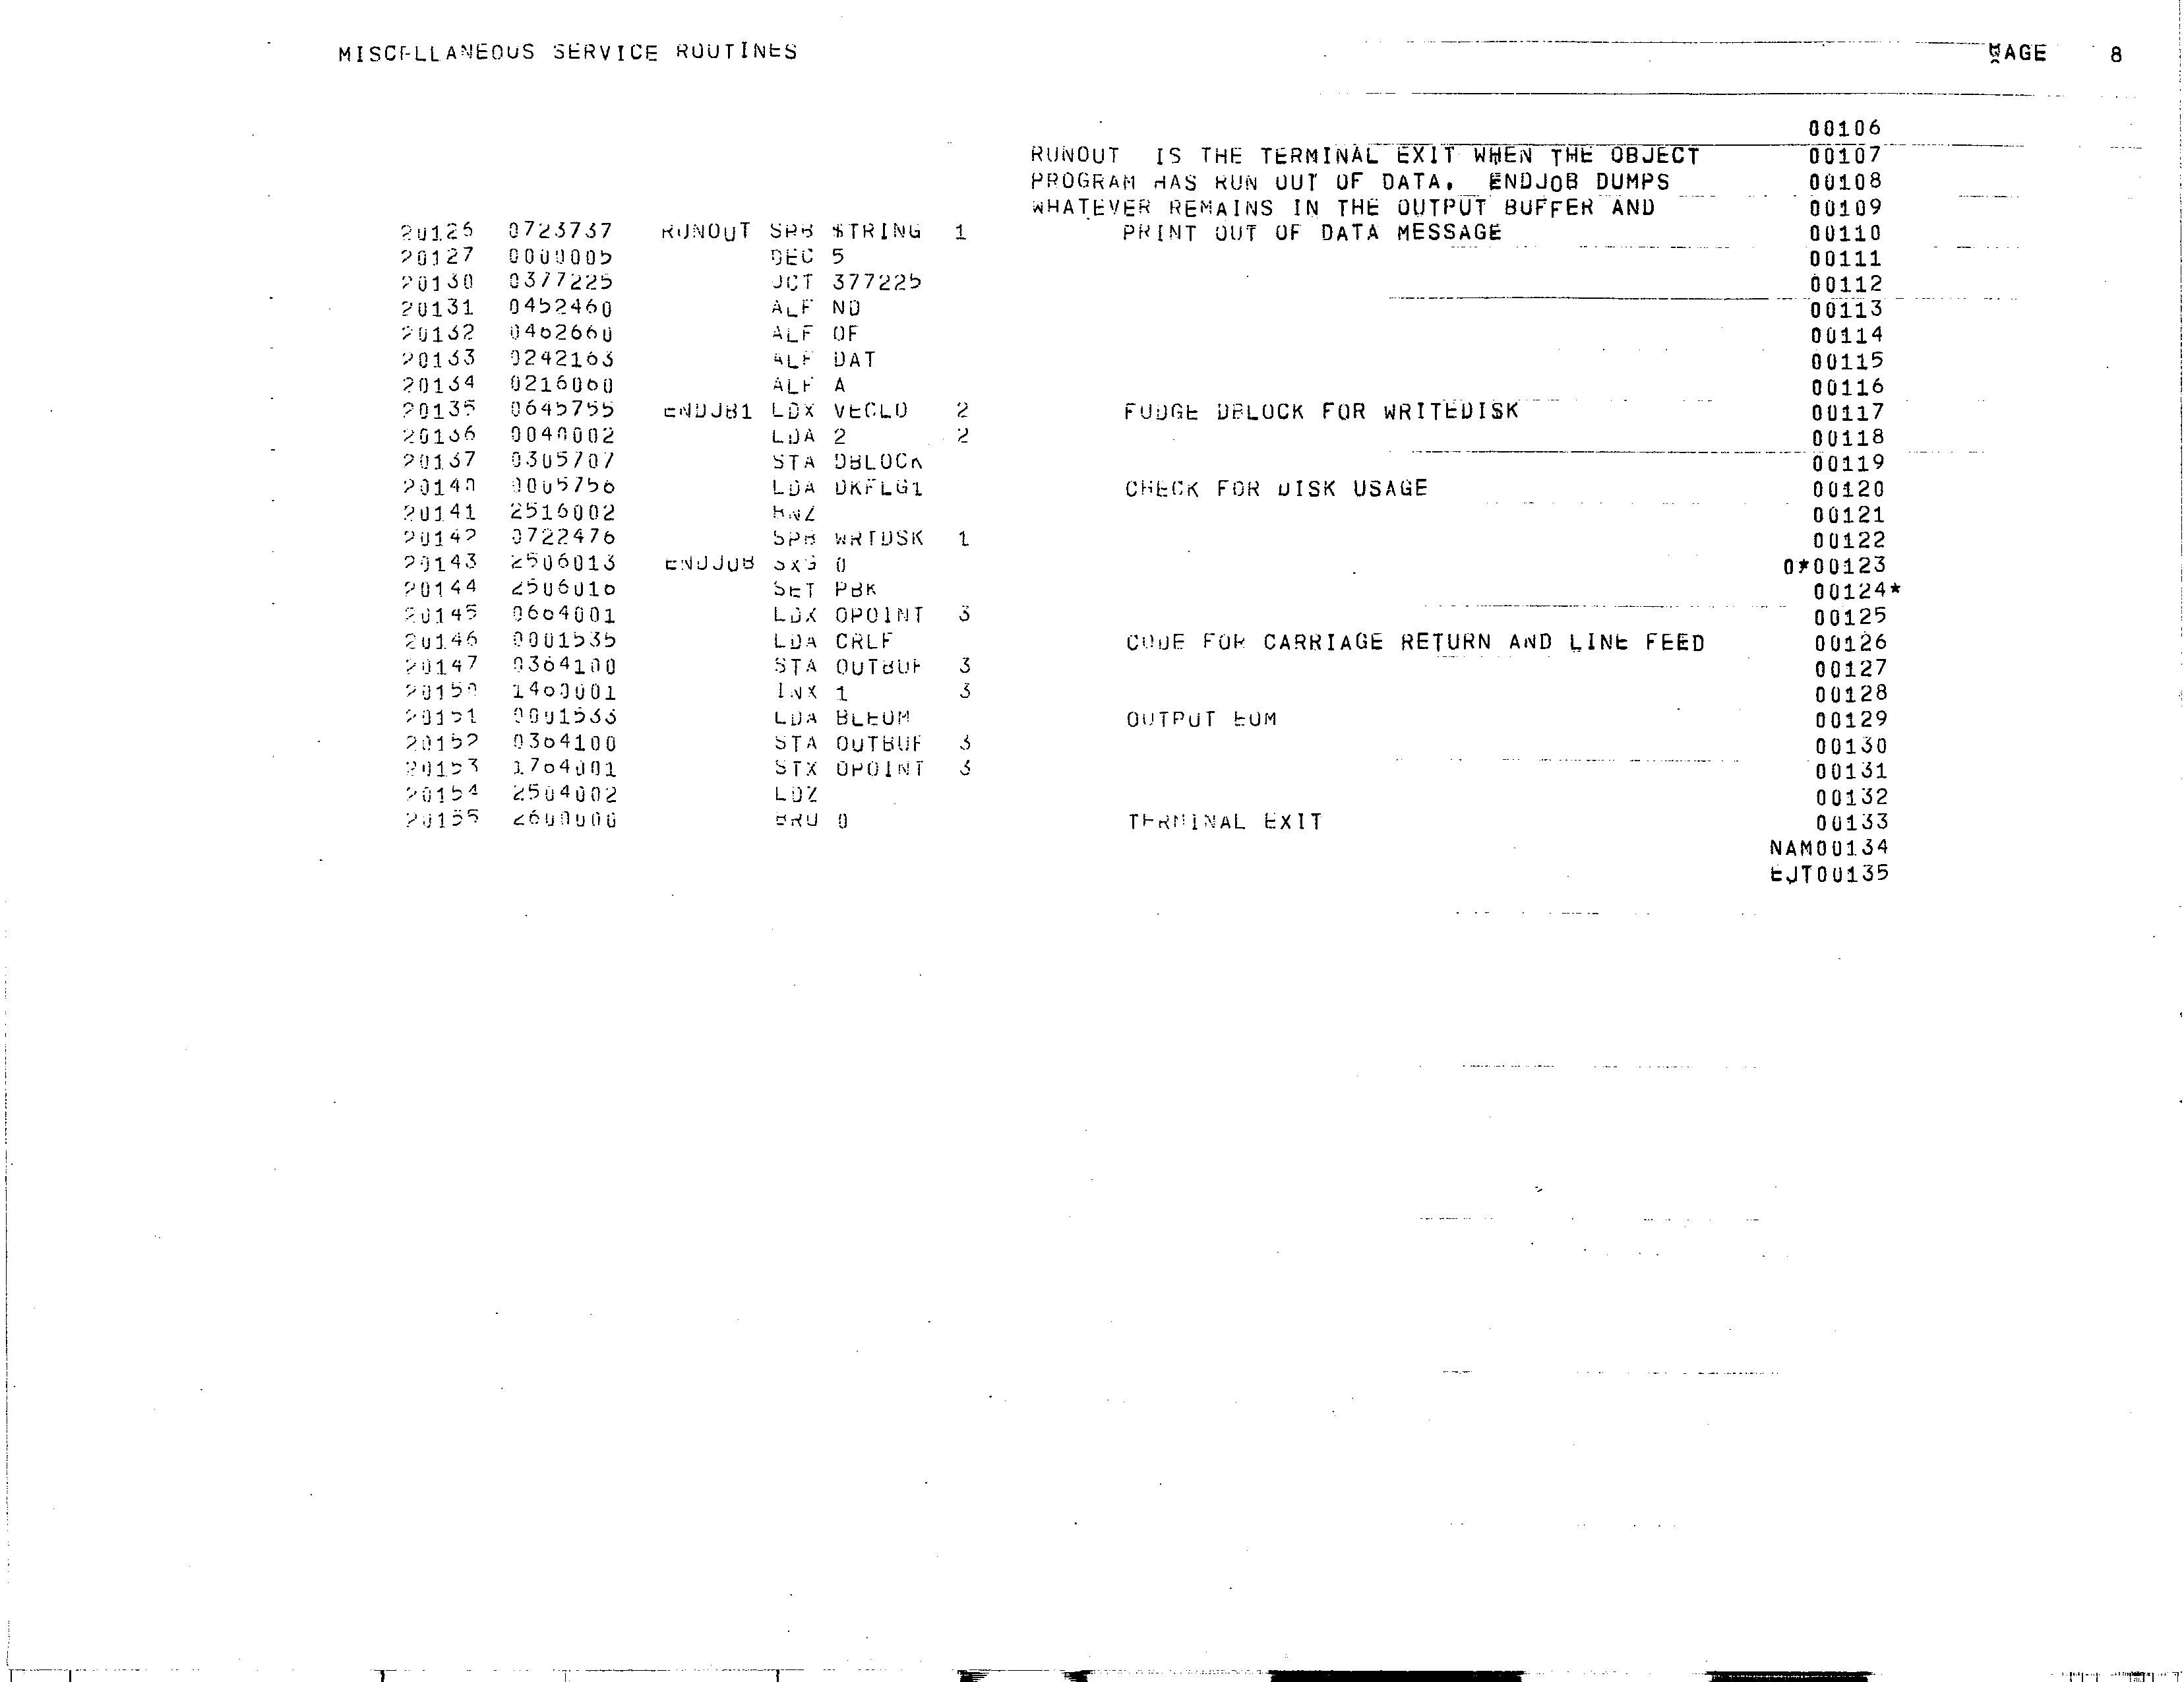 MISCELLANEOUS SERVICE ROUTINES PAGE 8
00106
RUNOUT IS THE TERMINAL EXIT WHEN THE OBJECT 00107
PROGRAM HAS RUN OUT OF DATA. ENDJOB DUMPS 00108
WHATEVER REMAINS IN THE OUTPUT BUFFER AND 00109
20126 0723737 RUNOUT SPB $TRING 1 PRINT OUT OF DATA MESSAGE 00110
20127 0000005 DEC 5 00111
20130 0377225 OCT 377225 00112
20131 0452460 ALF ND 00113
20132 0462660 ALF OF 00114
20133 0242163 ALF DAT 00115
20134 0216060 ALF A 00116
20135 0645755 ENDJB1 LDX VECLO 2 FUDGE DBLOCK FOR WRITEDISK 00117
20136 0040002 LDA 2 2 00118
20137 0305707 STA DBLOCK 00119
20140 0005756 LDA DKFLG1 CHECK FOR DISK USAGE 00120
20141 2516002 BNZ 00121
20142 0722476 SPB WRTDSK 1 00122
20143 2506013 ENDJOB SXG 0 0*00123
20144 2506016 SET PBK 00124*
20145 0664001 LDX OPOINT 3 00125
20146 0001535 LDA CRLF CODE FOR CARRIAGE RETURN AND LINE FEED 00126
20147 0364100 STA OUTBUF 3 00127
20150 1460001 INX 1 3 00128
20151 0001533 LDA BLEOM OUTPUT EOM 00129
20152 0364100 STA OUTBUF 3 00130
20153 1764001 STX OPOINT 3 00131
20154 2504002 LDZ 00132
20155 2600000 BRU 0 TERMINAL EXIT 00133
NAM00134
EJT00135